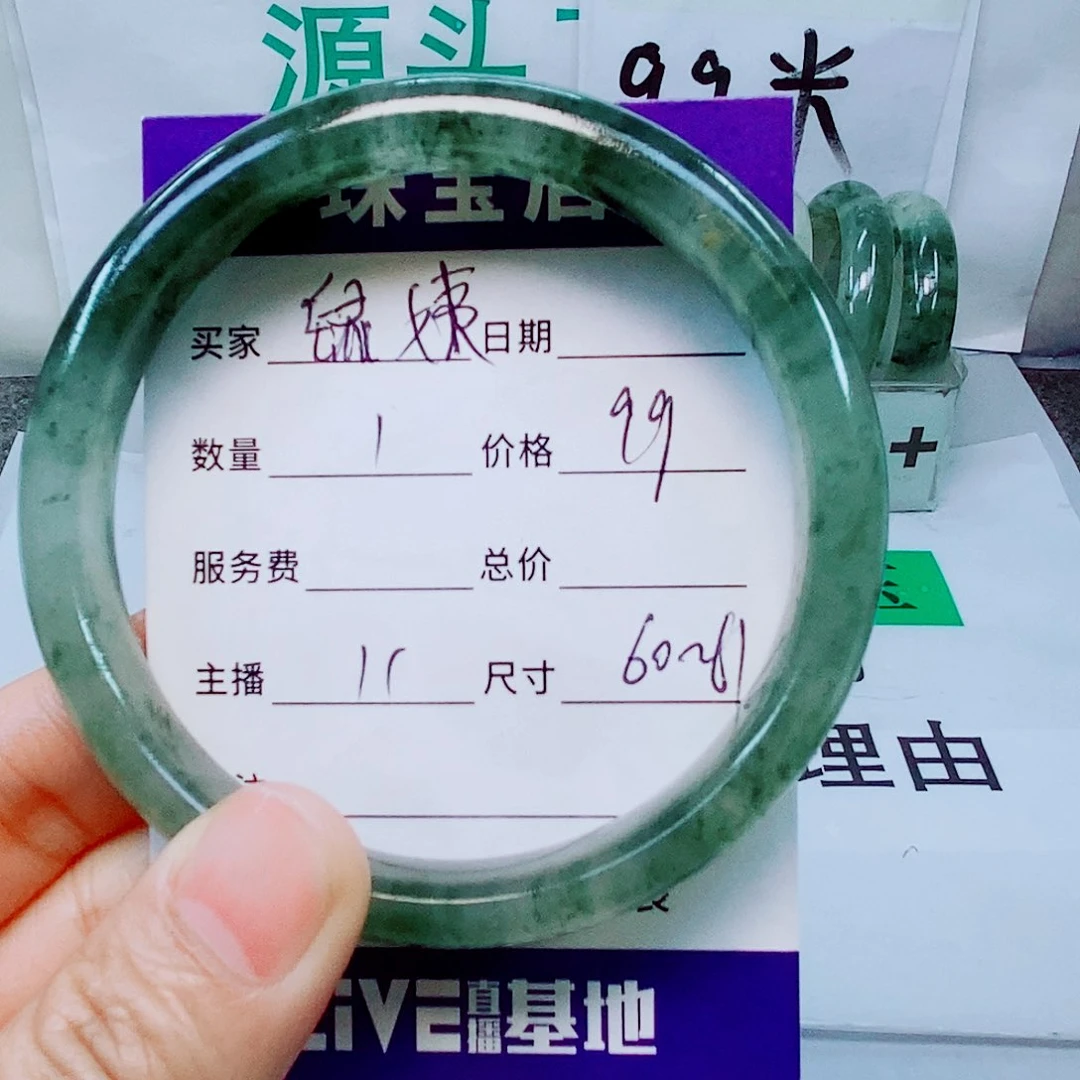 源头
99米
珠宝店
买家 绿姨 日期
数量 1 价格 99
服务费 总价
主播 11 尺寸 60~61
+
理由
LIVE直播基地